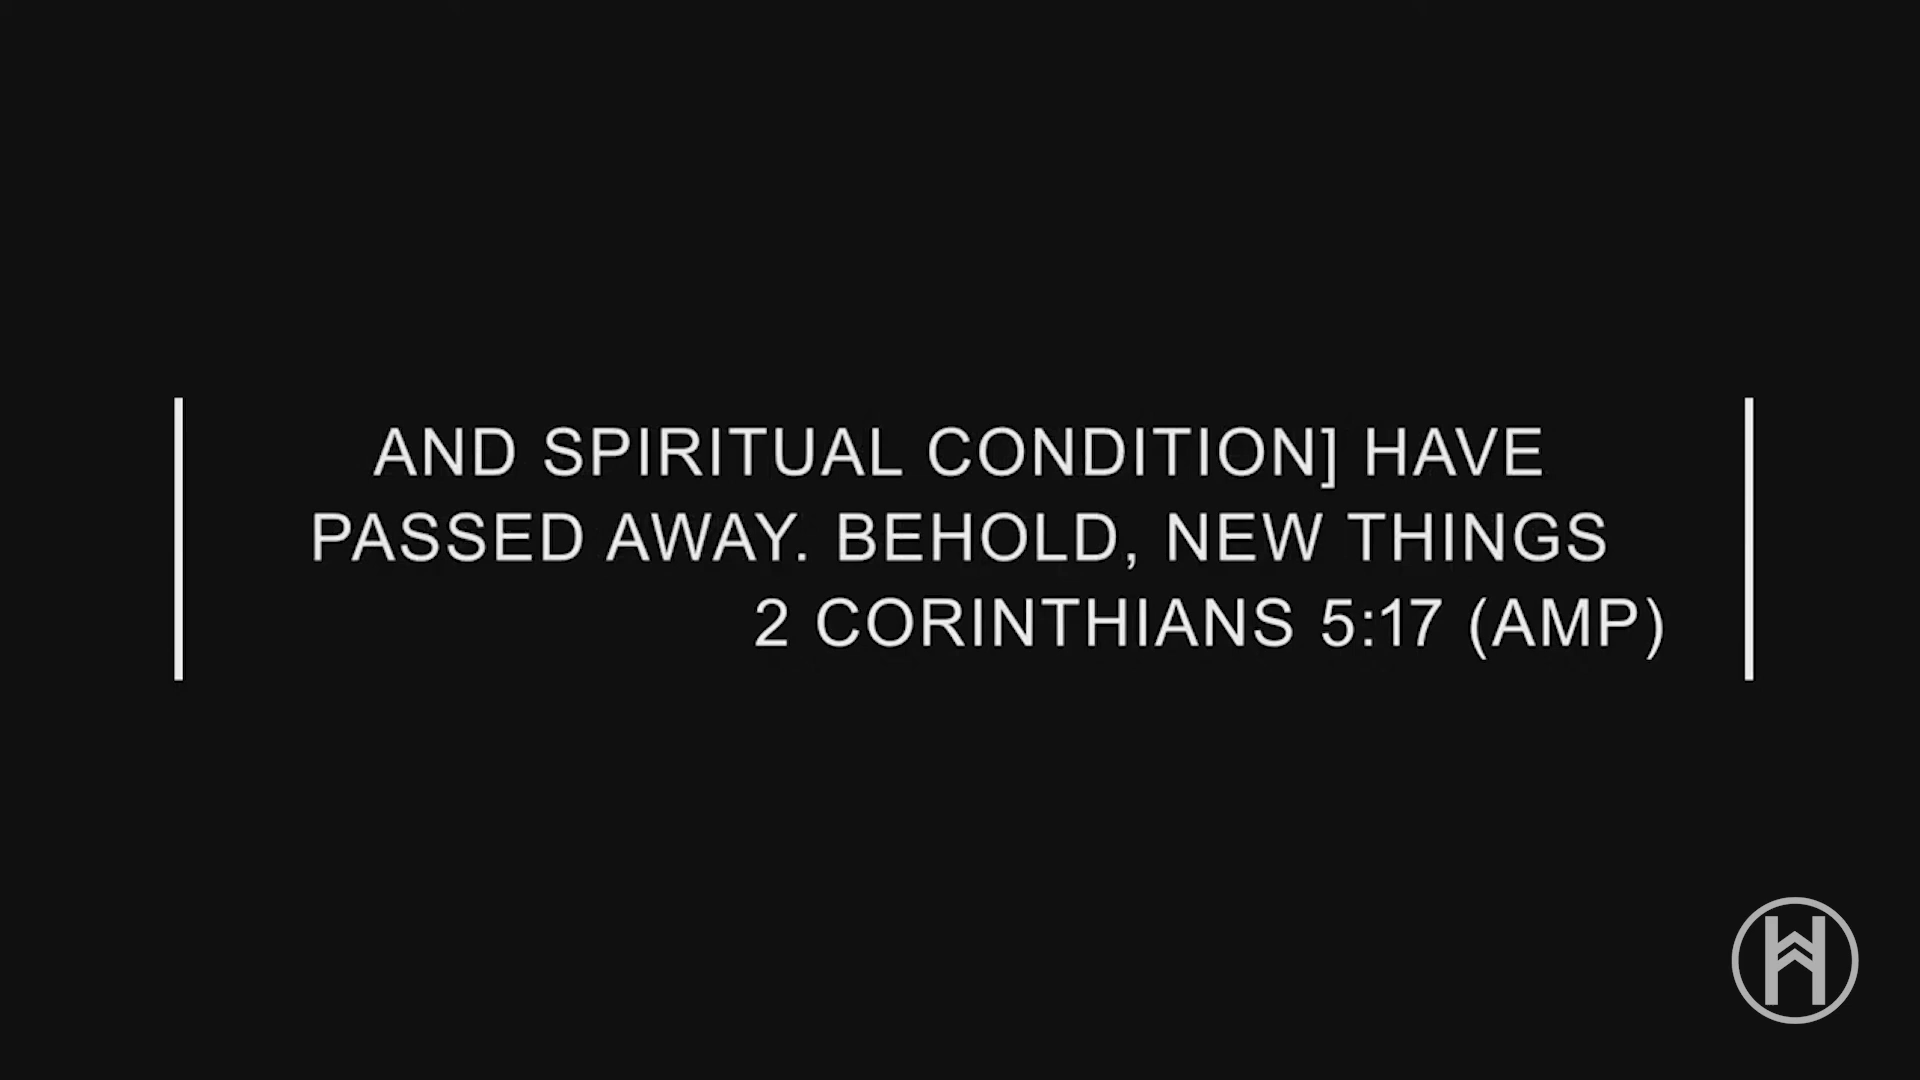 AND SPIRITUAL CONDITION] HAVE
PASSED AWAY. BEHOLD, NEW THINGS
2 CORINTHIANS 5:17 (AMP)